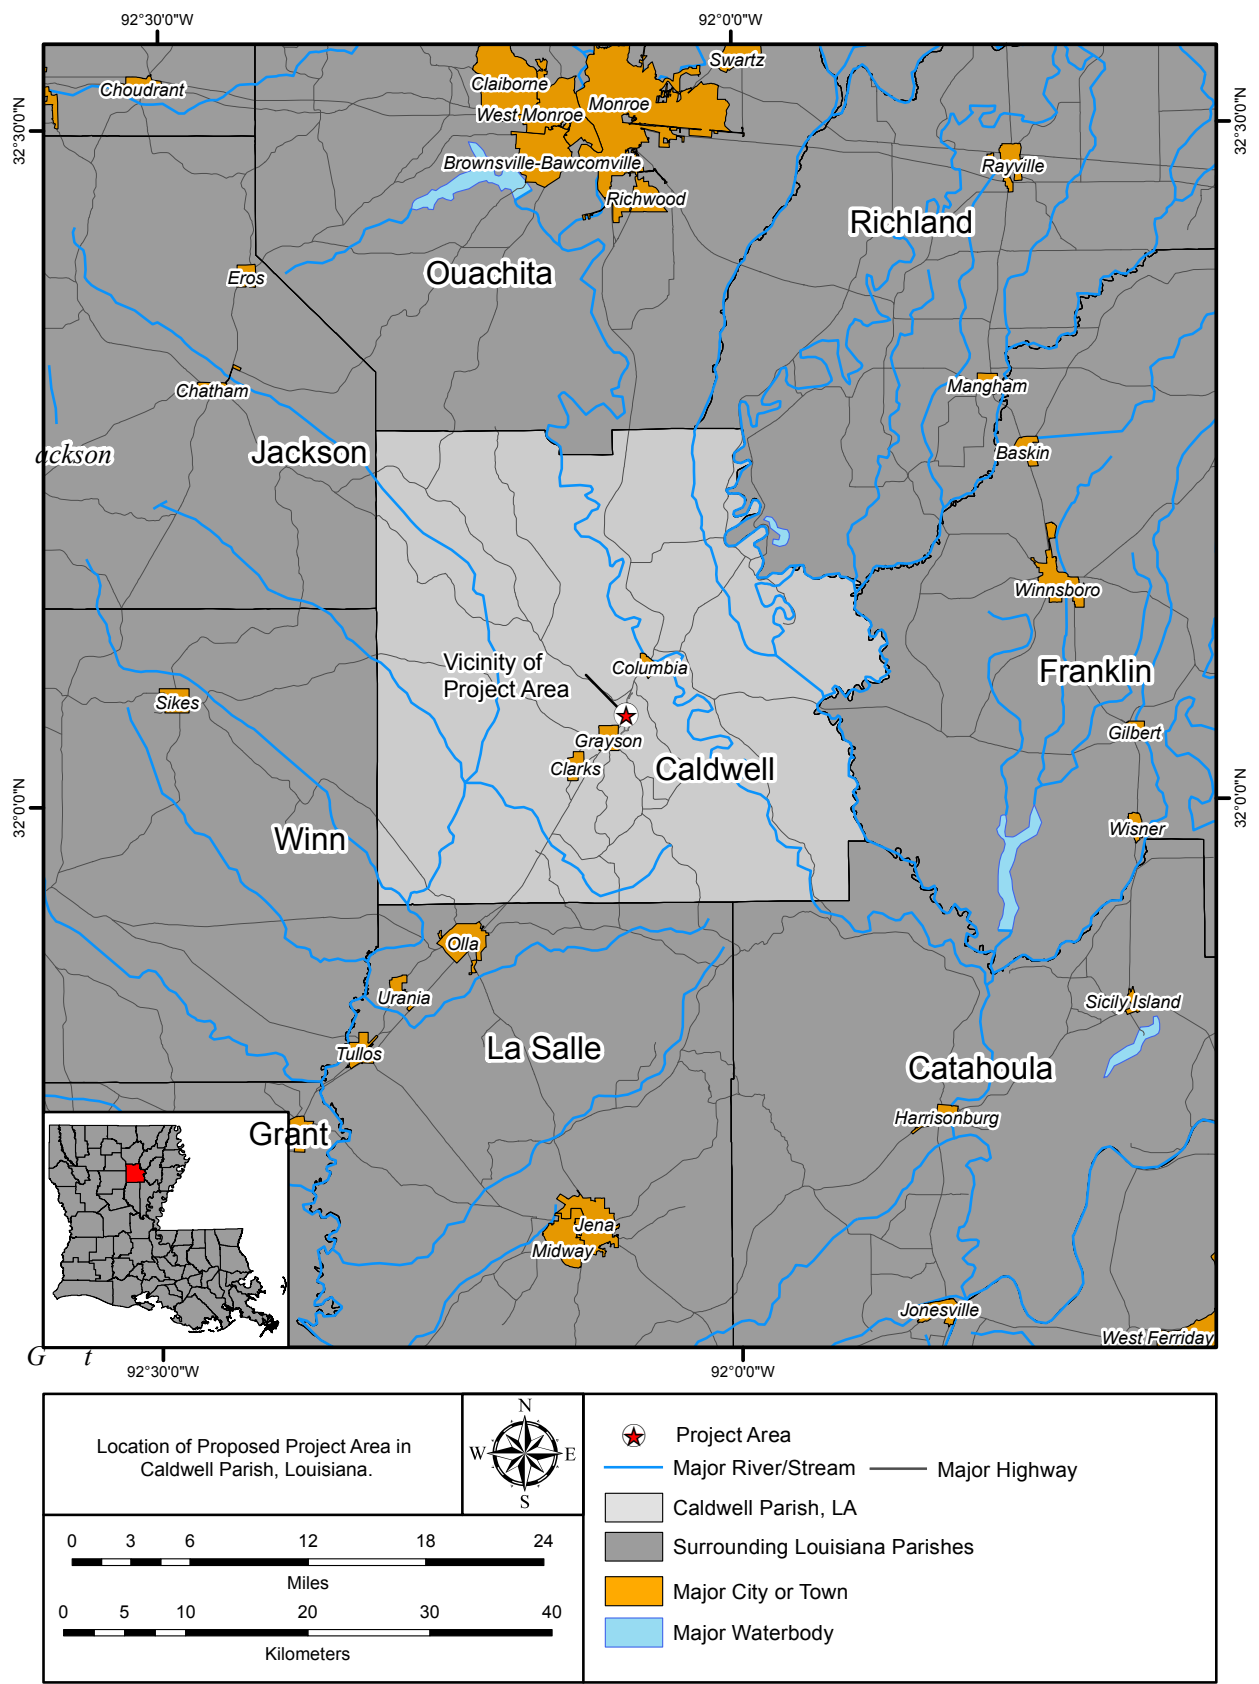 92°30'0"W
92°0'0"W
Swartz
Choudrant
Claiborne
West Monroe
Monroe
32°30'0"N
32°30'0"N
Brownsville-Bawcomville
Rayville
Richwood
Richland
Ouachita
Eros
Chatham
Mangham
ackson
Jackson
Baskin
Winnsboro
Vicinity of
Project Area
Columbia
Franklin
Sikes
Grayson
Gilbert
Clarks
Caldwell
32°0'0"N
32°0'0"N
Winn
Wisner
Olla
Urania
Sicily Island
Tullos
La Salle
Catahoula
Harrisonburg
Grant
Jena
Midway
Jonesville
West Ferriday
G t
92°30'0"W
92°0'0"W
Location of Proposed Project Area in
Caldwell Parish, Louisiana.
N
W E
S
Project Area
Major River/Stream
Major Highway
Caldwell Parish, LA
Surrounding Louisiana Parishes
Major City or Town
Major Waterbody
0 3 6 12 18 24
Miles
0 5 10 20 30 40
Kilometers